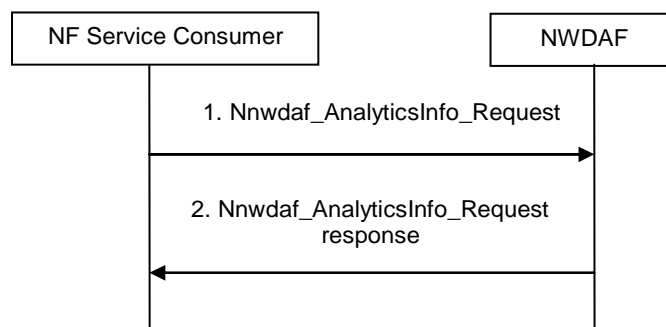 NF Service Consumer
NWDAF
1. Nnwdaf_AnalyticsInfo_Request
2. Nnwdaf_AnalyticsInfo_Request
response